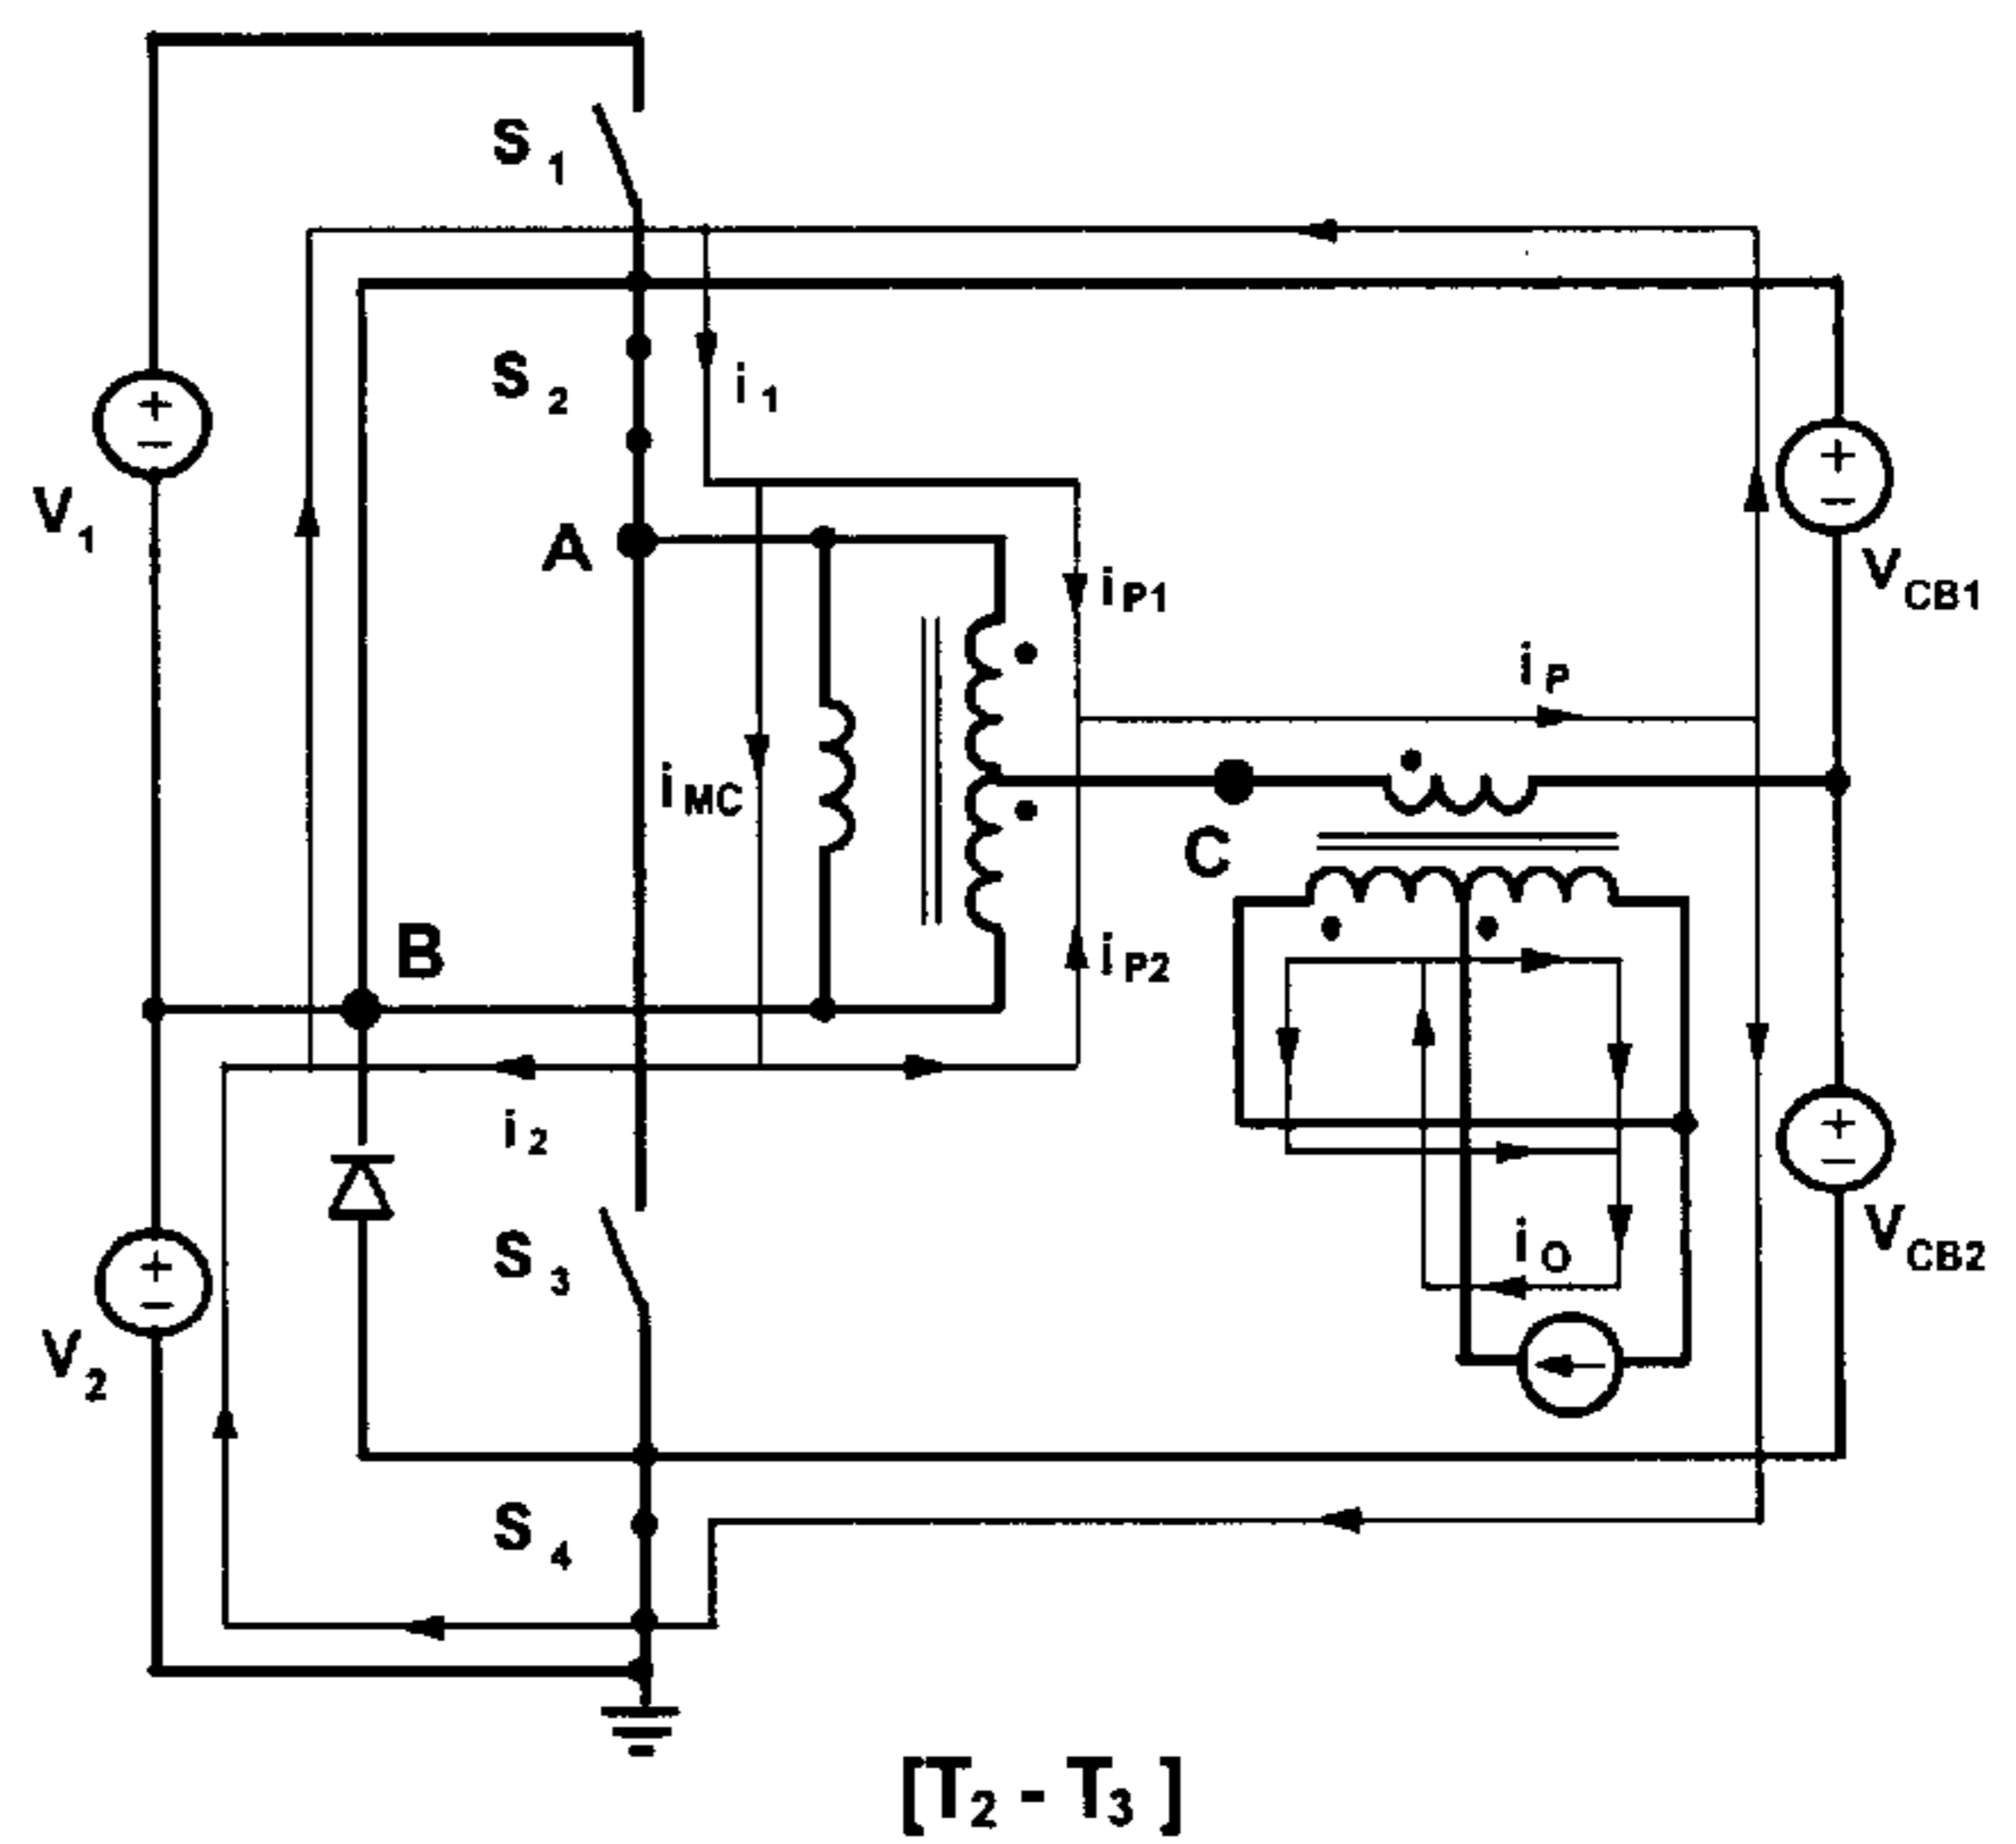 S1
S2
i1
V1
A
iP1
VCB1
iP
iMC
C
B
iP2
i2
V2
S3
iO
VCB2
S4
[T2 - T3]